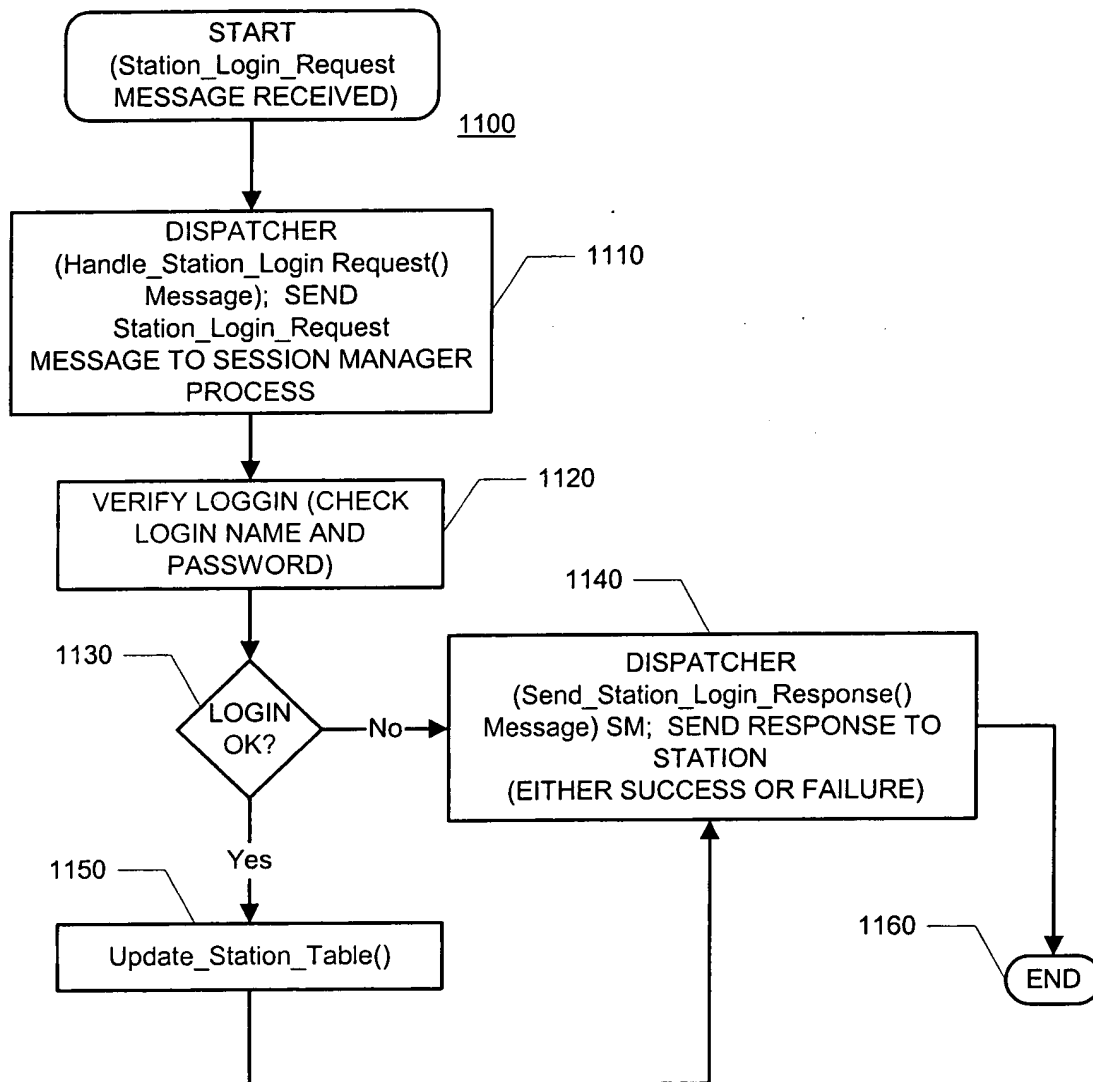 START
(Station_Login_Request
MESSAGE RECEIVED)
1100
DISPATCHER
(Handle_Station_Login Request()
Message);  SEND
Station_Login_Request
MESSAGE TO SESSION MANAGER
PROCESS
1110
VERIFY LOGGIN (CHECK
LOGIN NAME AND
PASSWORD)
1120
1130
LOGIN
OK?
No
Yes
1140
DISPATCHER
(Send_Station_Login_Response()
Message) SM;  SEND RESPONSE TO
STATION
(EITHER SUCCESS OR FAILURE)
1150
Update_Station_Table()
1160
END